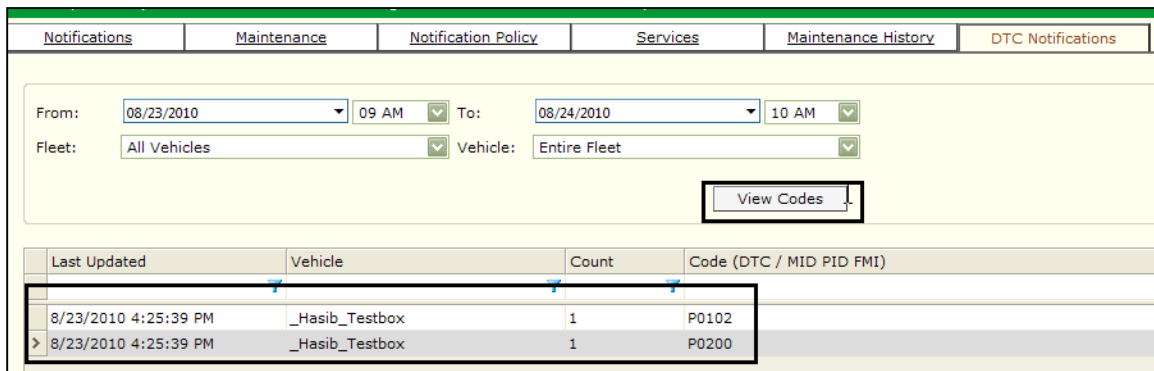 Notifications Maintenance Notification Policy Services Maintenance History DTC Notifications
From: 08/23/2010 09 AM To: 08/24/2010 10 AM
Fleet: All Vehicles Vehicle: Entire Fleet
View Codes
Last Updated Vehicle Count Code (DTC / MID PID FMI)
8/23/2010 4:25:39 PM _Hasib_Testbox 1 P0102
> 8/23/2010 4:25:39 PM _Hasib_Testbox 1 P0200